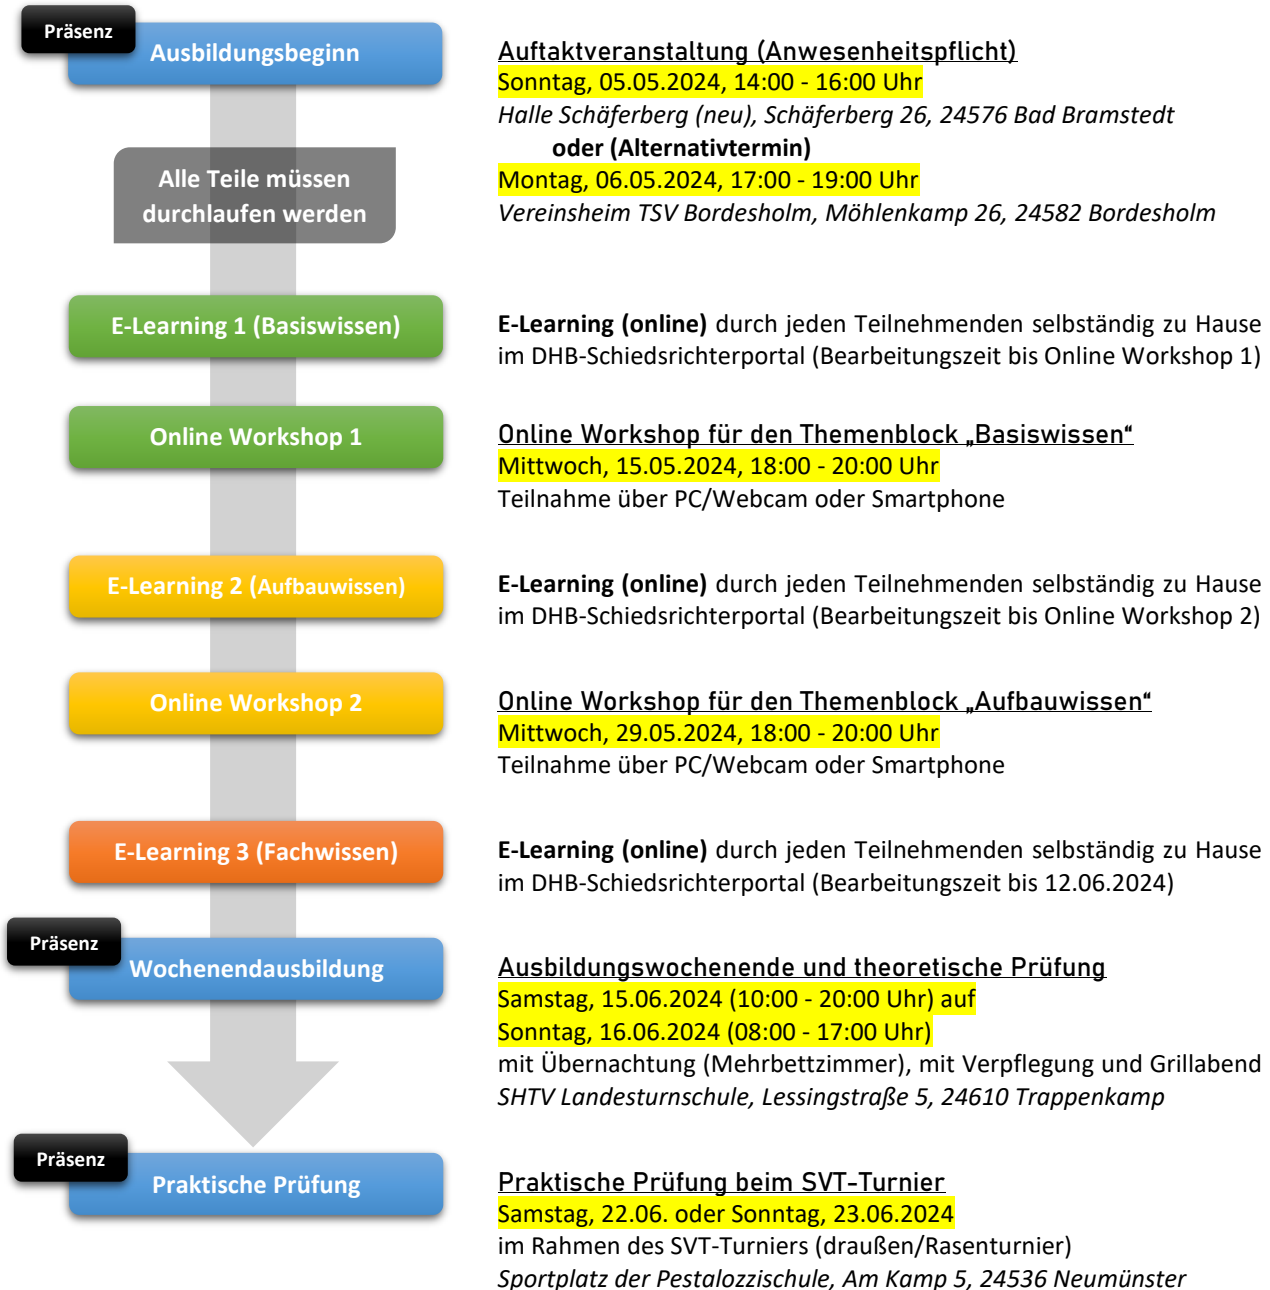 Präsenz
Ausbildungsbeginn
Auftaktveranstaltung (Anwesenheitspflicht)
Sonntag, 05.05.2024, 14:00 - 16:00 Uhr
Halle Schäferberg (neu), Schäferberg 26, 24576 Bad Bramstedt
oder (Alternativtermin)
Montag, 06.05.2024, 17:00 - 19:00 Uhr
Vereinsheim TSV Bordesholm, Möhlenkamp 26, 24582 Bordesholm
Alle Teile müssen
durchlaufen werden
E-Learning 1 (Basiswissen)
E-Learning (online) durch jeden Teilnehmenden selbständig zu Hause
im DHB-Schiedsrichterportal (Bearbeitungszeit bis Online Workshop 1)
Online Workshop 1
Online Workshop für den Themenblock „Basiswissen“
Mittwoch, 15.05.2024, 18:00 - 20:00 Uhr
Teilnahme über PC/Webcam oder Smartphone
E-Learning 2 (Aufbauwissen)
E-Learning (online) durch jeden Teilnehmenden selbständig zu Hause
im DHB-Schiedsrichterportal (Bearbeitungszeit bis Online Workshop 2)
Online Workshop 2
Online Workshop für den Themenblock „Aufbauwissen“
Mittwoch, 29.05.2024, 18:00 - 20:00 Uhr
Teilnahme über PC/Webcam oder Smartphone
E-Learning 3 (Fachwissen)
E-Learning (online) durch jeden Teilnehmenden selbständig zu Hause
im DHB-Schiedsrichterportal (Bearbeitungszeit bis 12.06.2024)
Präsenz
Wochenendausbildung
Ausbildungswochenende und theoretische Prüfung
Samstag, 15.06.2024 (10:00 - 20:00 Uhr) auf
Sonntag, 16.06.2024 (08:00 - 17:00 Uhr)
mit Übernachtung (Mehrbettzimmer), mit Verpflegung und Grillabend
SHTV Landesturnschule, Lessingstraße 5, 24610 Trappenkamp
Präsenz
Praktische Prüfung
Praktische Prüfung beim SVT-Turnier
Samstag, 22.06. oder Sonntag, 23.06.2024
im Rahmen des SVT-Turniers (draußen/Rasenturnier)
Sportplatz der Pestalozzischule, Am Kamp 5, 24536 Neumünster